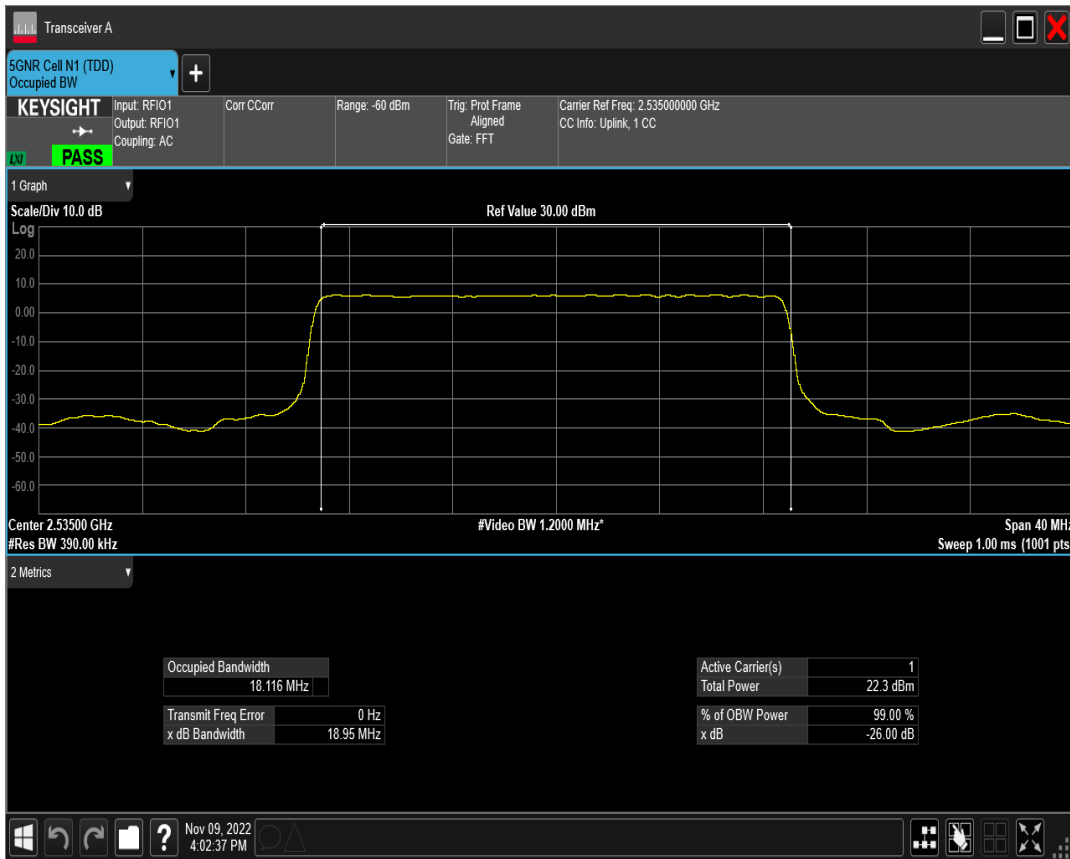 Transceiver A
5GNR Cell N1 (TDD)
Occupied BW
+
KEYSIGHT
LXI
PASS
Input: RFIO1
Output: RFIO1
Coupling: AC
Corr CCorr
Range: -60 dBm
Trig: Prot Frame
Aligned
Gate: FFT
Carrier Ref Freq: 2.535000000 GHz
CC Info: Uplink, 1 CC
1 Graph
Scale/Div 10.0 dB
Ref Value 30.00 dBm
Log
20.0
10.0
0.00
-10.0
-20.0
-30.0
-40.0
-50.0
-60.0
Center 2.53500 GHz
#Video BW 1.2000 MHz*
Span 40 MHz
#Res BW 390.00 kHz
Sweep 1.00 ms (1001 pts
2 Metrics
Occupied Bandwidth
18.116 MHz
Transmit Freq Error 0 Hz
x dB Bandwidth 18.95 MHz
Active Carrier(s) 1
Total Power 22.3 dBm
% of OBW Power 99.00 %
x dB -26.00 dB
?
Nov 09, 2022
4:02:37 PM